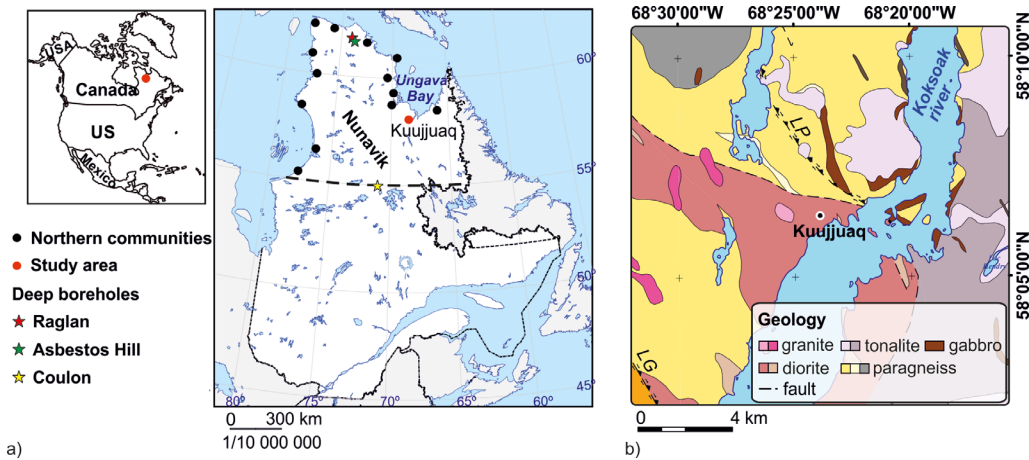 USA
Canada
US
Mexico
Northern communities
Study area
Deep boreholes
Raglan
Asbestos Hill
Coulon
a)
Ungava
Bay
Kuujjuaq
Nunavik
60°
55°
50°
45°
80°
75°
70°
65°
60°
0 300 km
1/10 000 000
68°30'00"W 68°25'00"W 68°20'00"W
58°10'00"N
58°05'00"N
Koksoak
river
LP
Kuujjuaq
LG
Geology
granite tonalite gabbro
diorite paragneiss
fault
0 4 km
b)